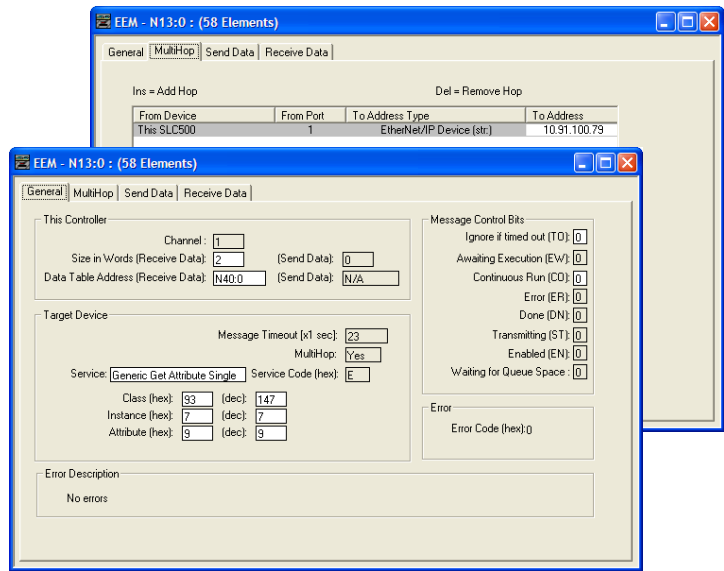 EEM - N13:0 : (58 Elements)
General MultiHop Send Data Receive Data
Ins = Add Hop Del = Remove Hop
From Device From Port To Address Type To Address
This SLC500 1 EtherNet/IP Device (str:) 10.91.100.79
EEM - N13:0 : (58 Elements)
General MultiHop Send Data Receive Data
This Controller
Channel : 1
Size in Words (Receive Data): 2 (Send Data): 0
Data Table Address (Receive Data): N40:0 (Send Data): N/A
Target Device
Message Timeout [x1 sec]: 23
MultiHop: Yes
Service: Generic Get Attribute Single Service Code (hex): E
Class (hex): 93 (dec): 147
Instance (hex): 7 (dec): 7
Attribute (hex): 9 (dec): 9
Message Control Bits
Ignore if timed out (TO): 0
Awaiting Execution (EW): 0
Continuous Run (CO): 0
Error (ER): 0
Done (DN): 0
Transmitting (ST): 0
Enabled (EN): 0
Waiting for Queue Space : 0
Error
Error Code (hex):0
Error Description
No errors